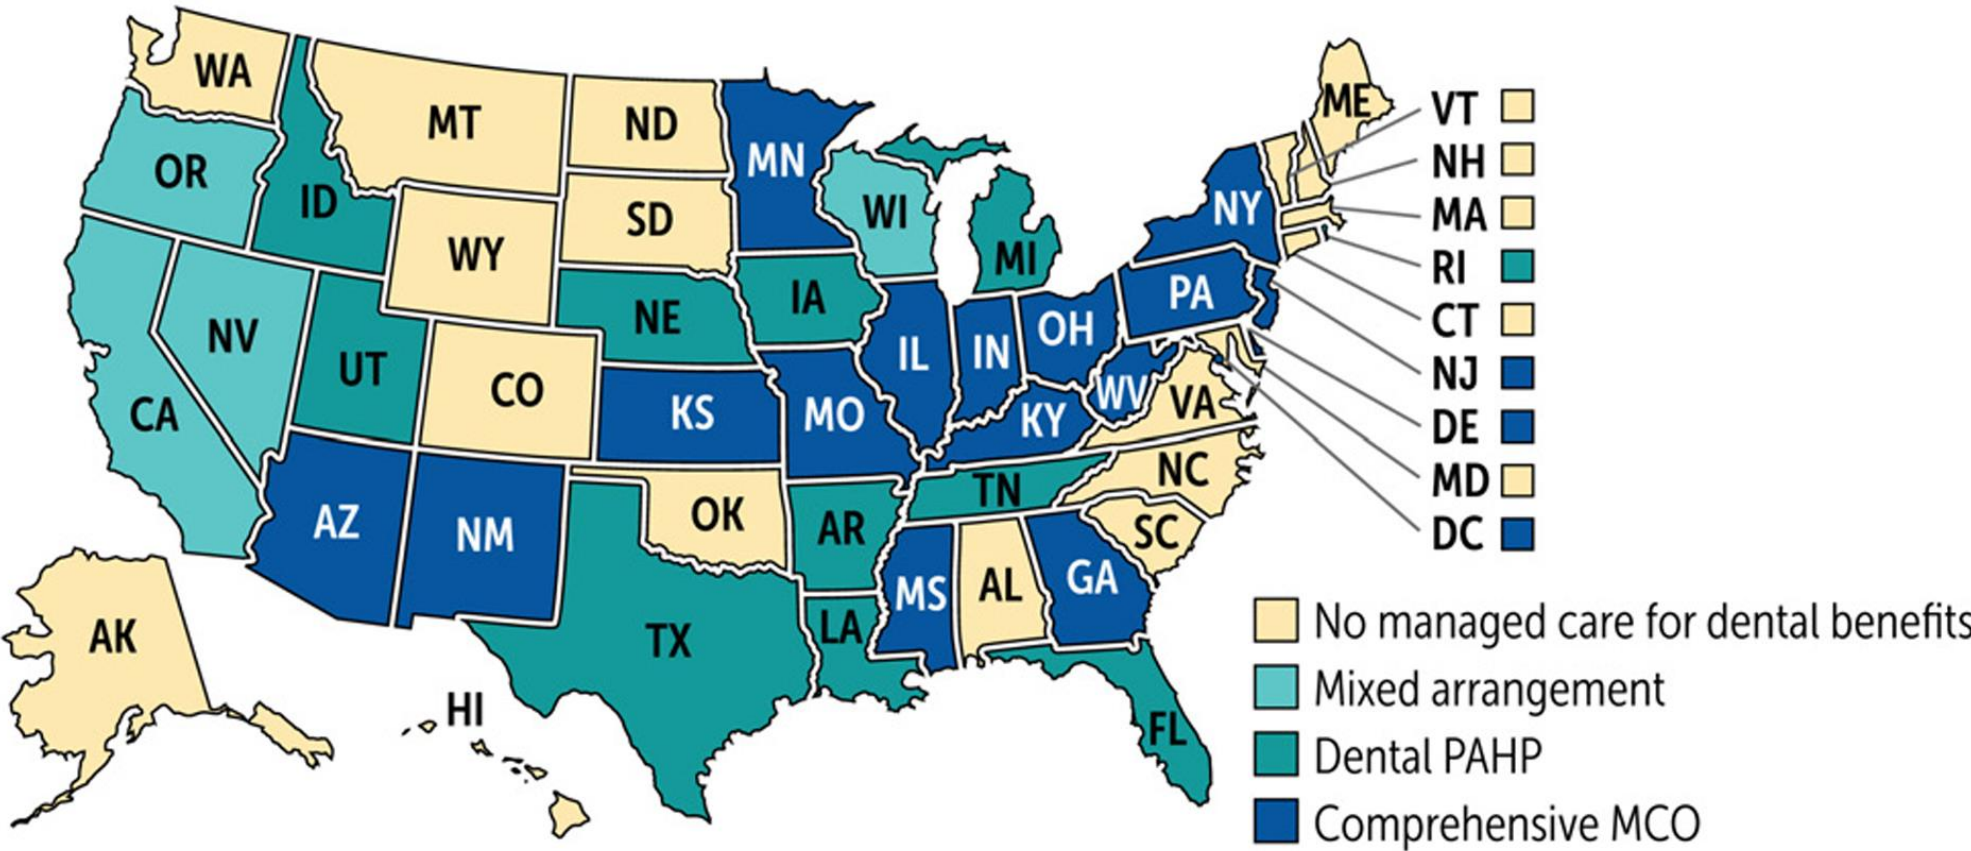 WA
MT
ND
MN
ME
VT
NH
MA
RI
CT
NJ
DE
MD
DC
OR
ID
WY
SD
WI
MI
NY
NV
UT
CO
NE
IA
IL
IN
OH
PA
CA
KS
MO
KY
WV
VA
AZ
NM
OK
AR
TN
NC
SC
TX
LA
MS
AL
GA
FL
AK
HI
No managed care for dental benefits
Mixed arrangement
Dental PAHP
Comprehensive MCO